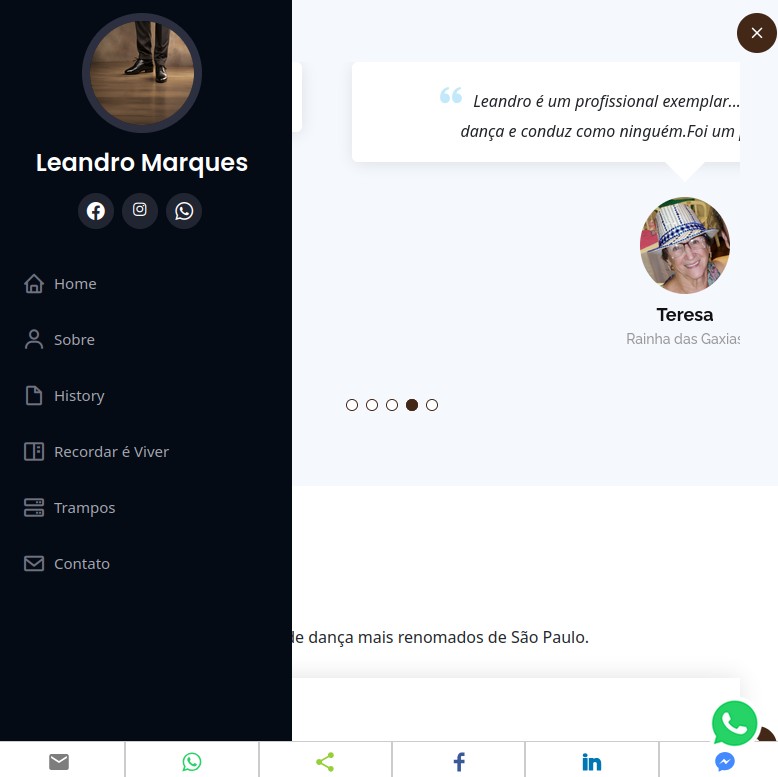 Leandro Marques
Home
Sobre
History
Recordar é Viver
Trampos
Contato
Leandro é um profissional exemplar...
dança e conduz como ninguém.Foi um
Teresa
Rainha das Gaxias
de dança mais renomados de São Paulo.